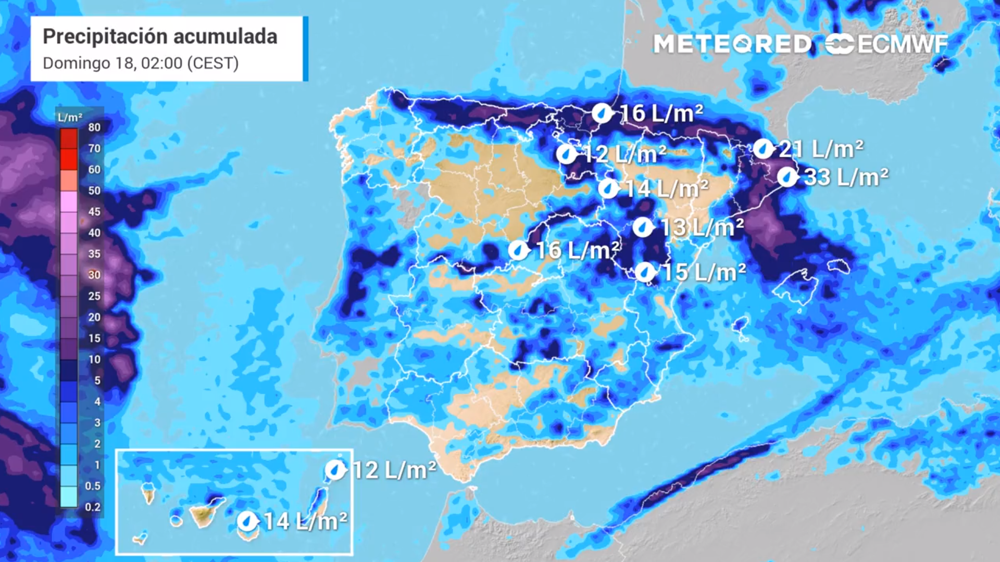 Precipitación acumulada
Domingo 18, 02:00 (CEST)
METEORED ECMWF
L/m²
80
70
60
50
45
40
35
30
25
20
15
10
5
4
3
2
1
0.5
0.2
16 L/m²
12 L/m²
21 L/m²
33 L/m²
14 L/m²
13 L/m²
16 L/m²
15 L/m²
12 L/m²
14 L/m²